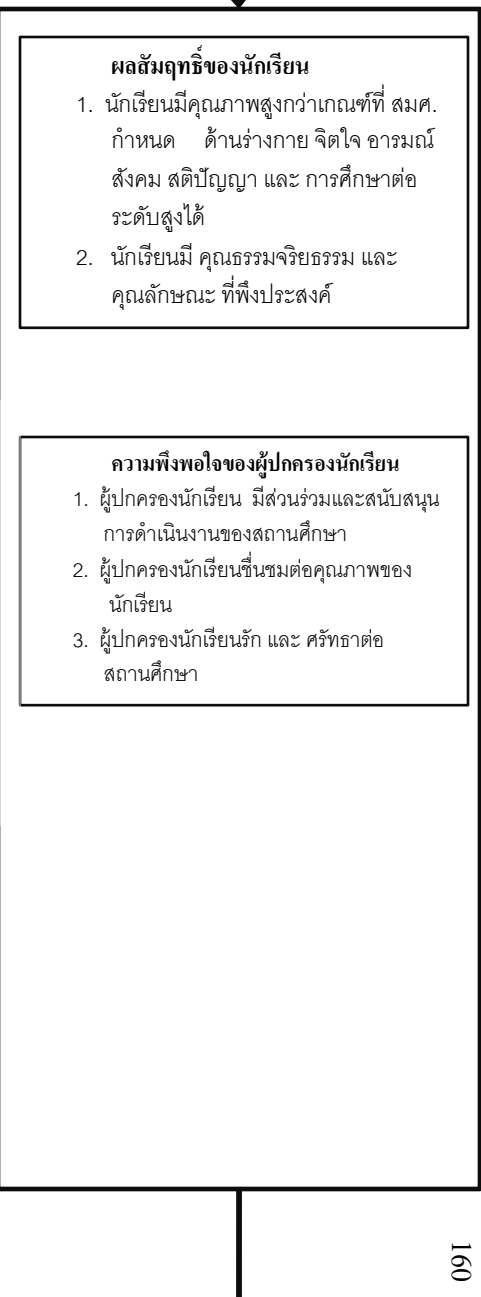 ผลสัมฤทธิ์ของนักเรียน
1. นักเรียนมีคุณภาพสูงกว่าเกณฑ์ที่ สมศ.
กำหนด ด้านร่างกาย จิตใจ อารมณ์
สังคม สติปัญญา และ การศึกษาต่อ
ระดับสูงได้
2. นักเรียนมี คุณธรรมจริยธรรม และ
คุณลักษณะ ที่พึงประสงค์
ความพึงพอใจของผู้ปกครองนักเรียน
1. ผู้ปกครองนักเรียน มีส่วนร่วมและสนับสนุน
การดำเนินงานของสถานศึกษา
2. ผู้ปกครองนักเรียนชื่นชมต่อคุณภาพของ
นักเรียน
3. ผู้ปกครองนักเรียนรัก และ ศรัทธาต่อ
สถานศึกษา
160